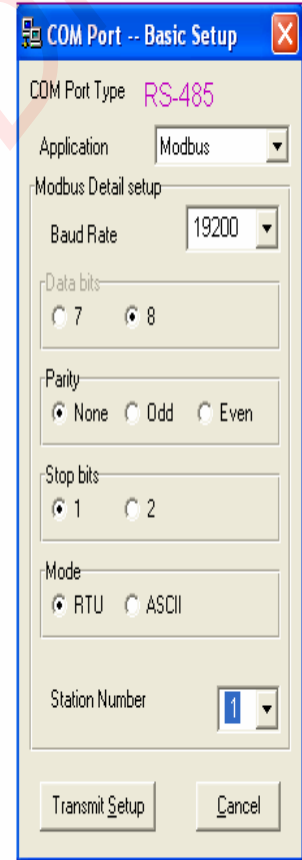 COM Port -- Basic Setup
COM Port Type RS-485
Application Modbus
Modbus Detail setup
Baud Rate 19200
Data bits
7 8
Parity
None Odd Even
Stop bits
1 2
Mode
RTU ASCII
Station Number 1
Transmit Setup Cancel